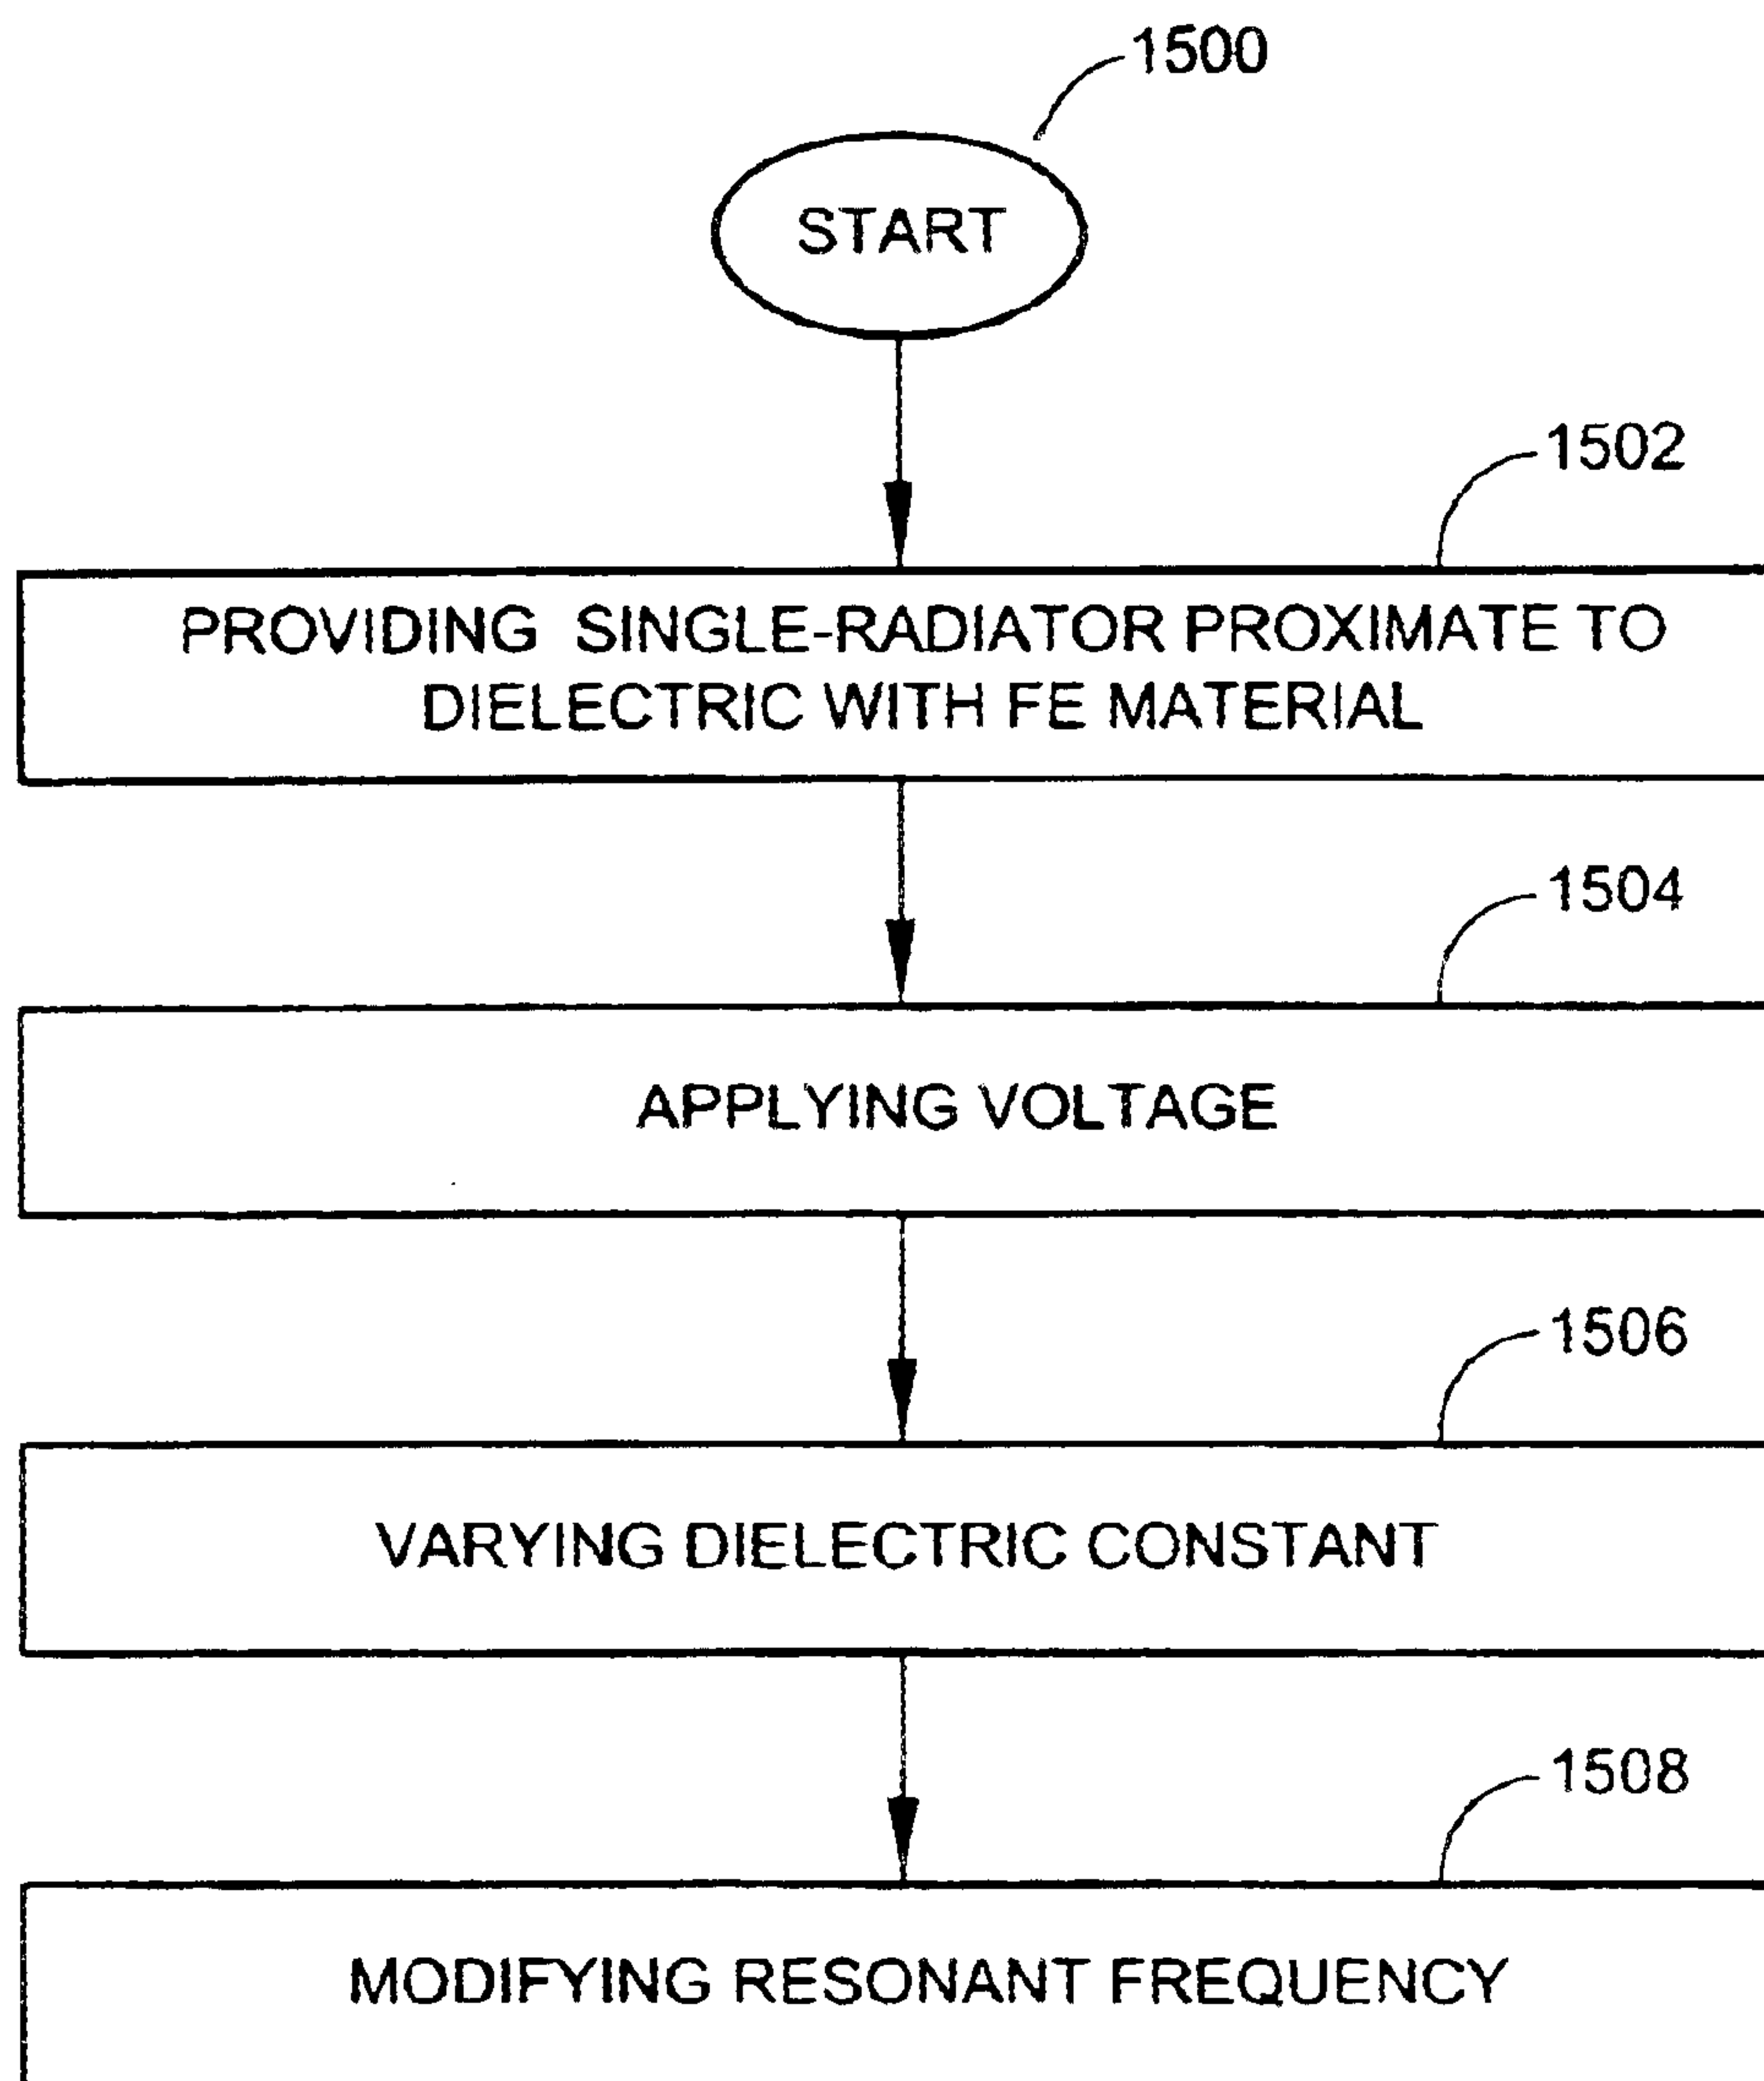 1500
START
1502
PROVIDING SINGLE-RADIATOR PROXIMATE TO
DIELECTRIC WITH FE MATERIAL
1504
APPLYING VOLTAGE
1506
VARYING DIELECTRIC CONSTANT
1508
MODIFYING RESONANT FREQUENCY